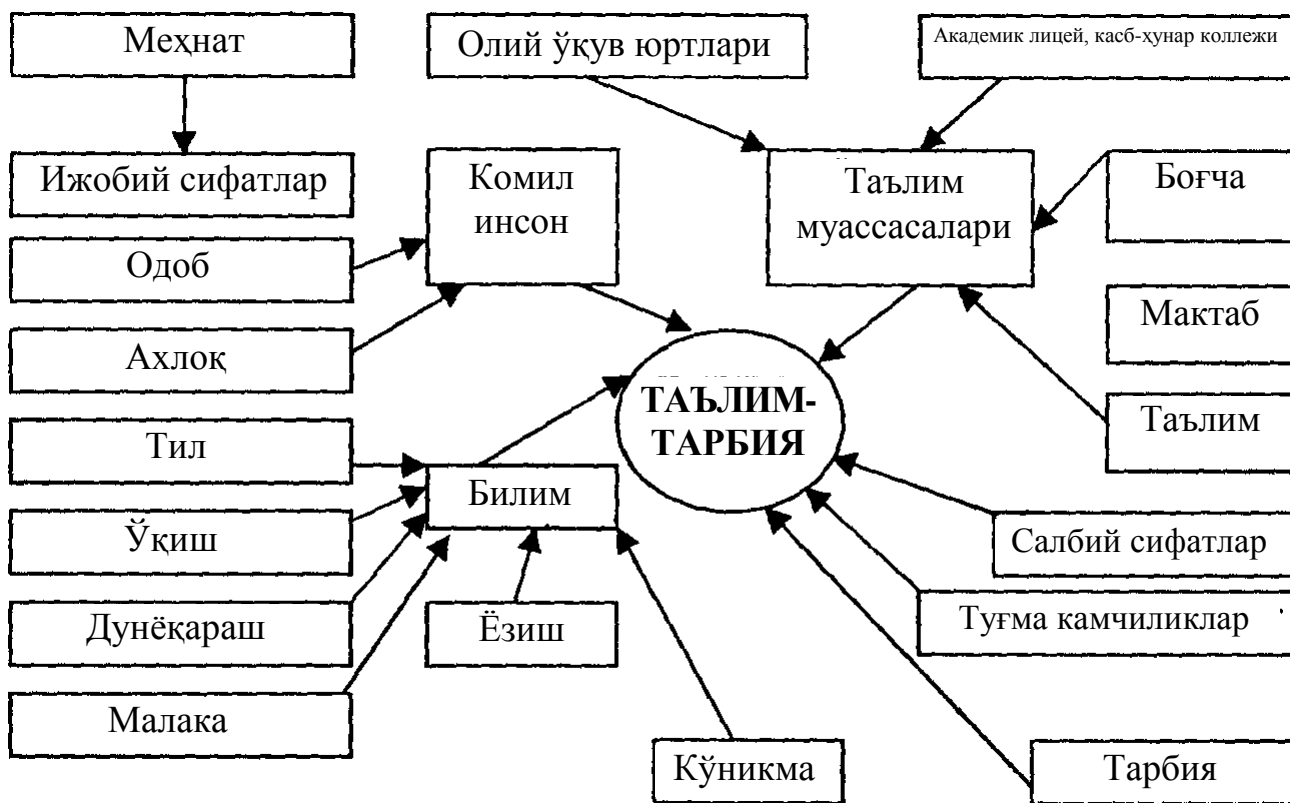 Меҳнат
Олий ўқув юртлари
Академик лицей, касб-ҳунар коллежи
Ижобий сифатлар
Комил
инсон
Таълим
муассасалари
Боғча
Одоб
Мактаб
Ахлоқ
ТАЪЛИМ-
ТАРБИЯ
Таълим
Тил
Билим
Ўқиш
Салбий сифатлар
Дунёқараш
Ёзиш
Туғма камчиликлар
Малака
Кўникма
Тарбия